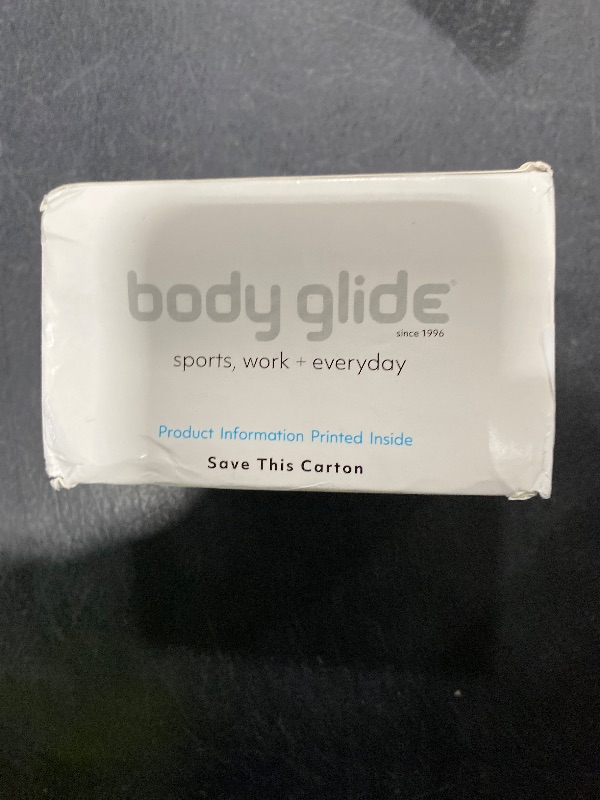 body glide®
since 1996
sports, work + everyday
Product Information Printed Inside
Save This Carton